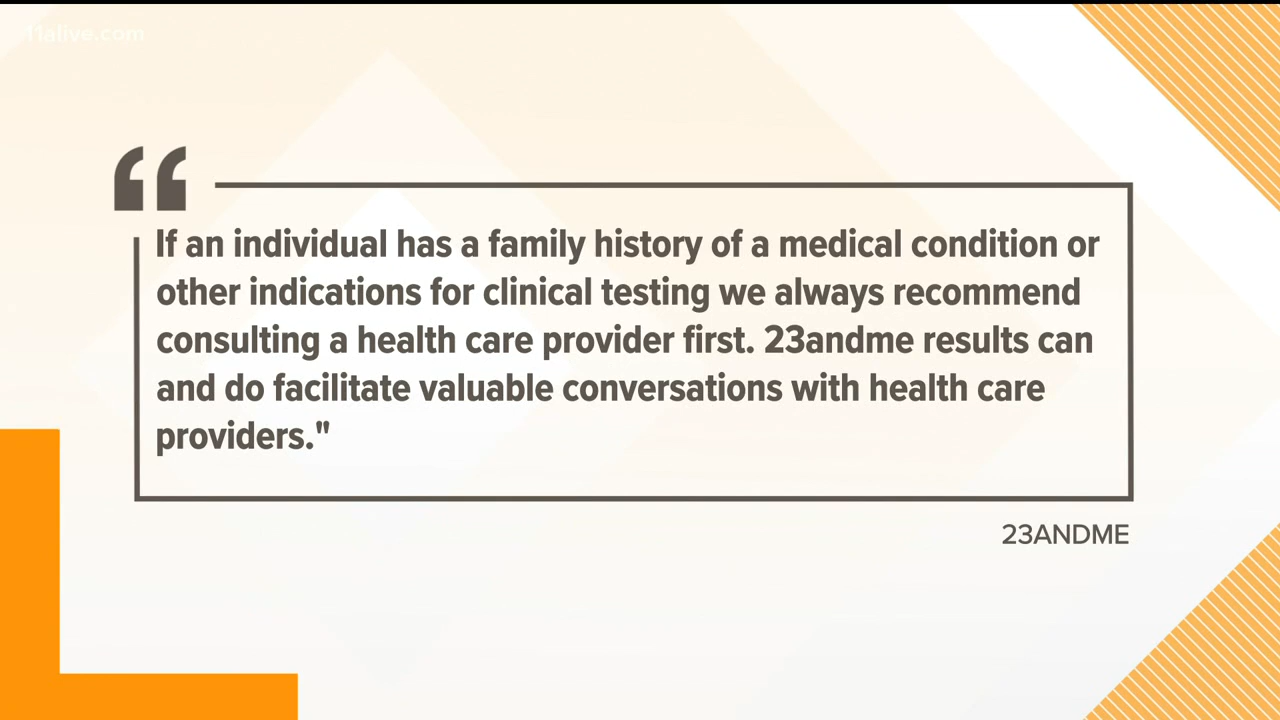 11alive.com
“
If an individual has a family history of a medical condition or
other indications for clinical testing we always recommend
consulting a health care provider first. 23andme results can
and do facilitate valuable conversations with health care
providers."
23ANDME